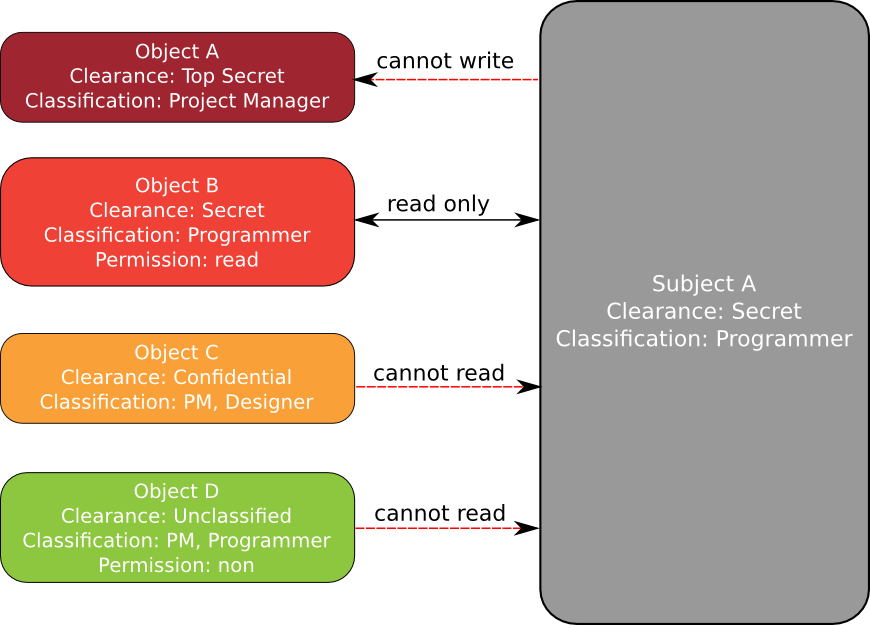 Object A
Clearance: Top Secret
Classification: Project Manager
cannot write
Object B
Clearance: Secret
Classification: Programmer
Permission: read
read only
Object C
Clearance: Confidential
Classification: PM, Designer
cannot read
Object D
Clearance: Unclassified
Classification: PM, Programmer
Permission: non
cannot read
Subject A
Clearance: Secret
Classification: Programmer